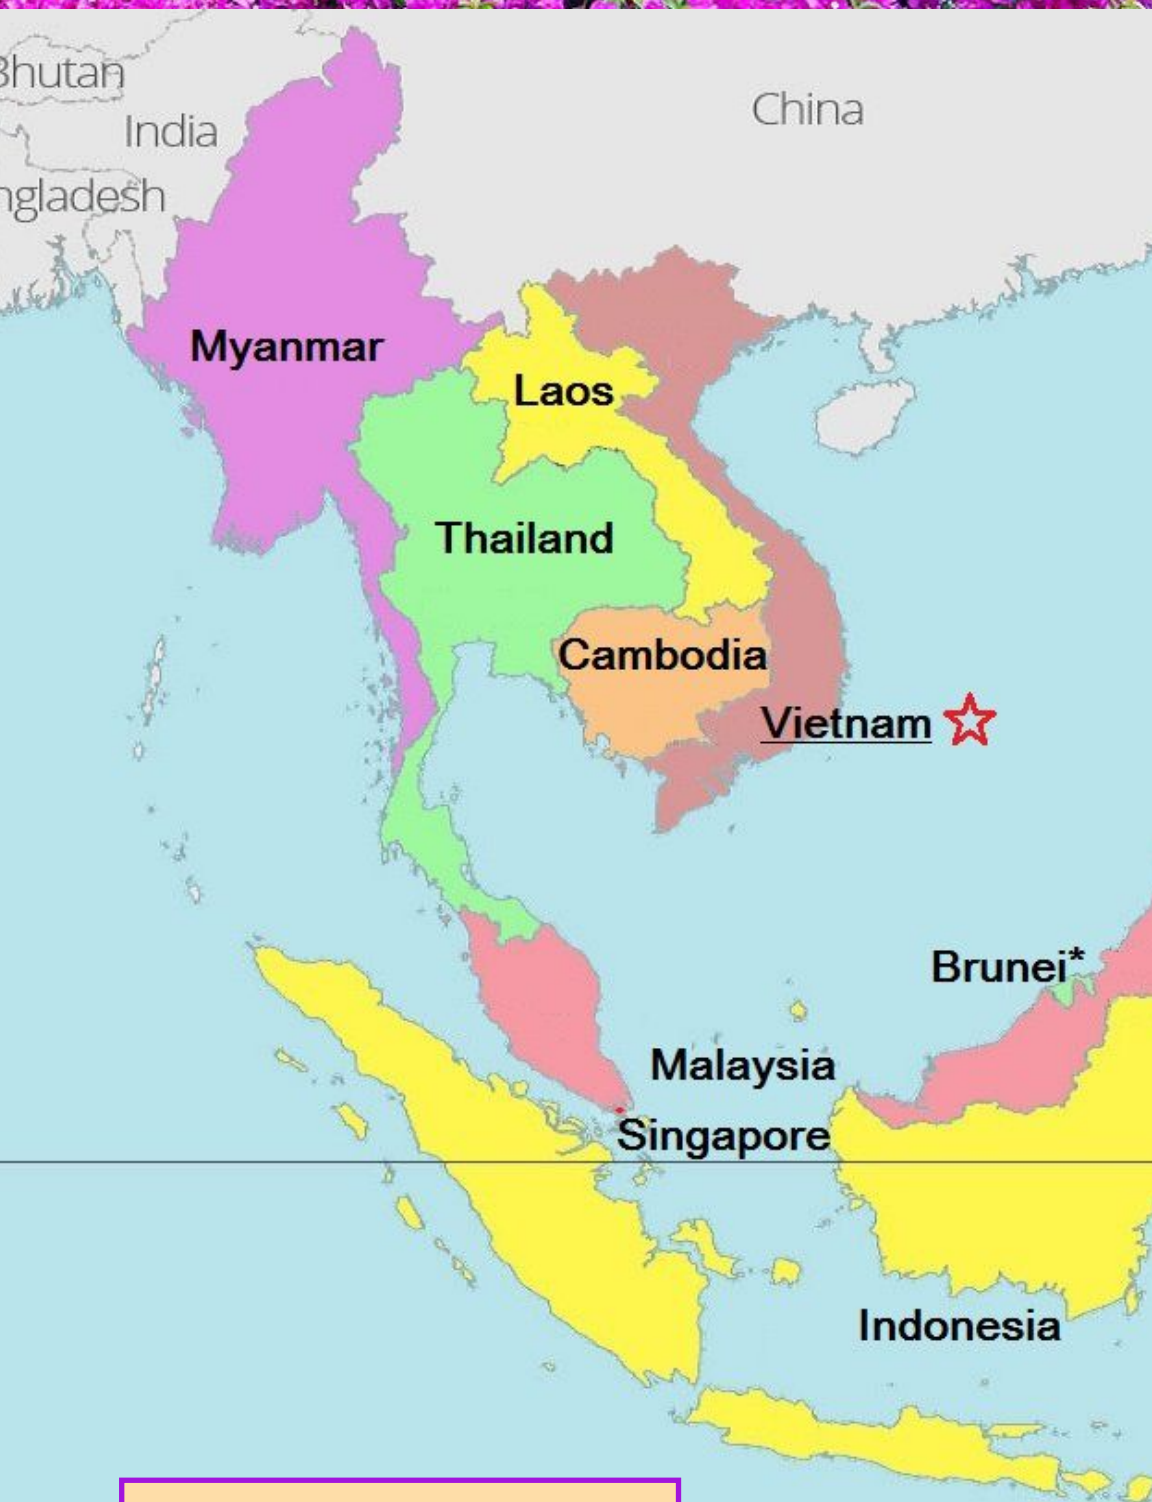 Bhutan
China
India
ngladesh
Myanmar
Laos
Thailand
Cambodia
Vietnam
Brunei*
Malaysia
Singapore
Indonesia